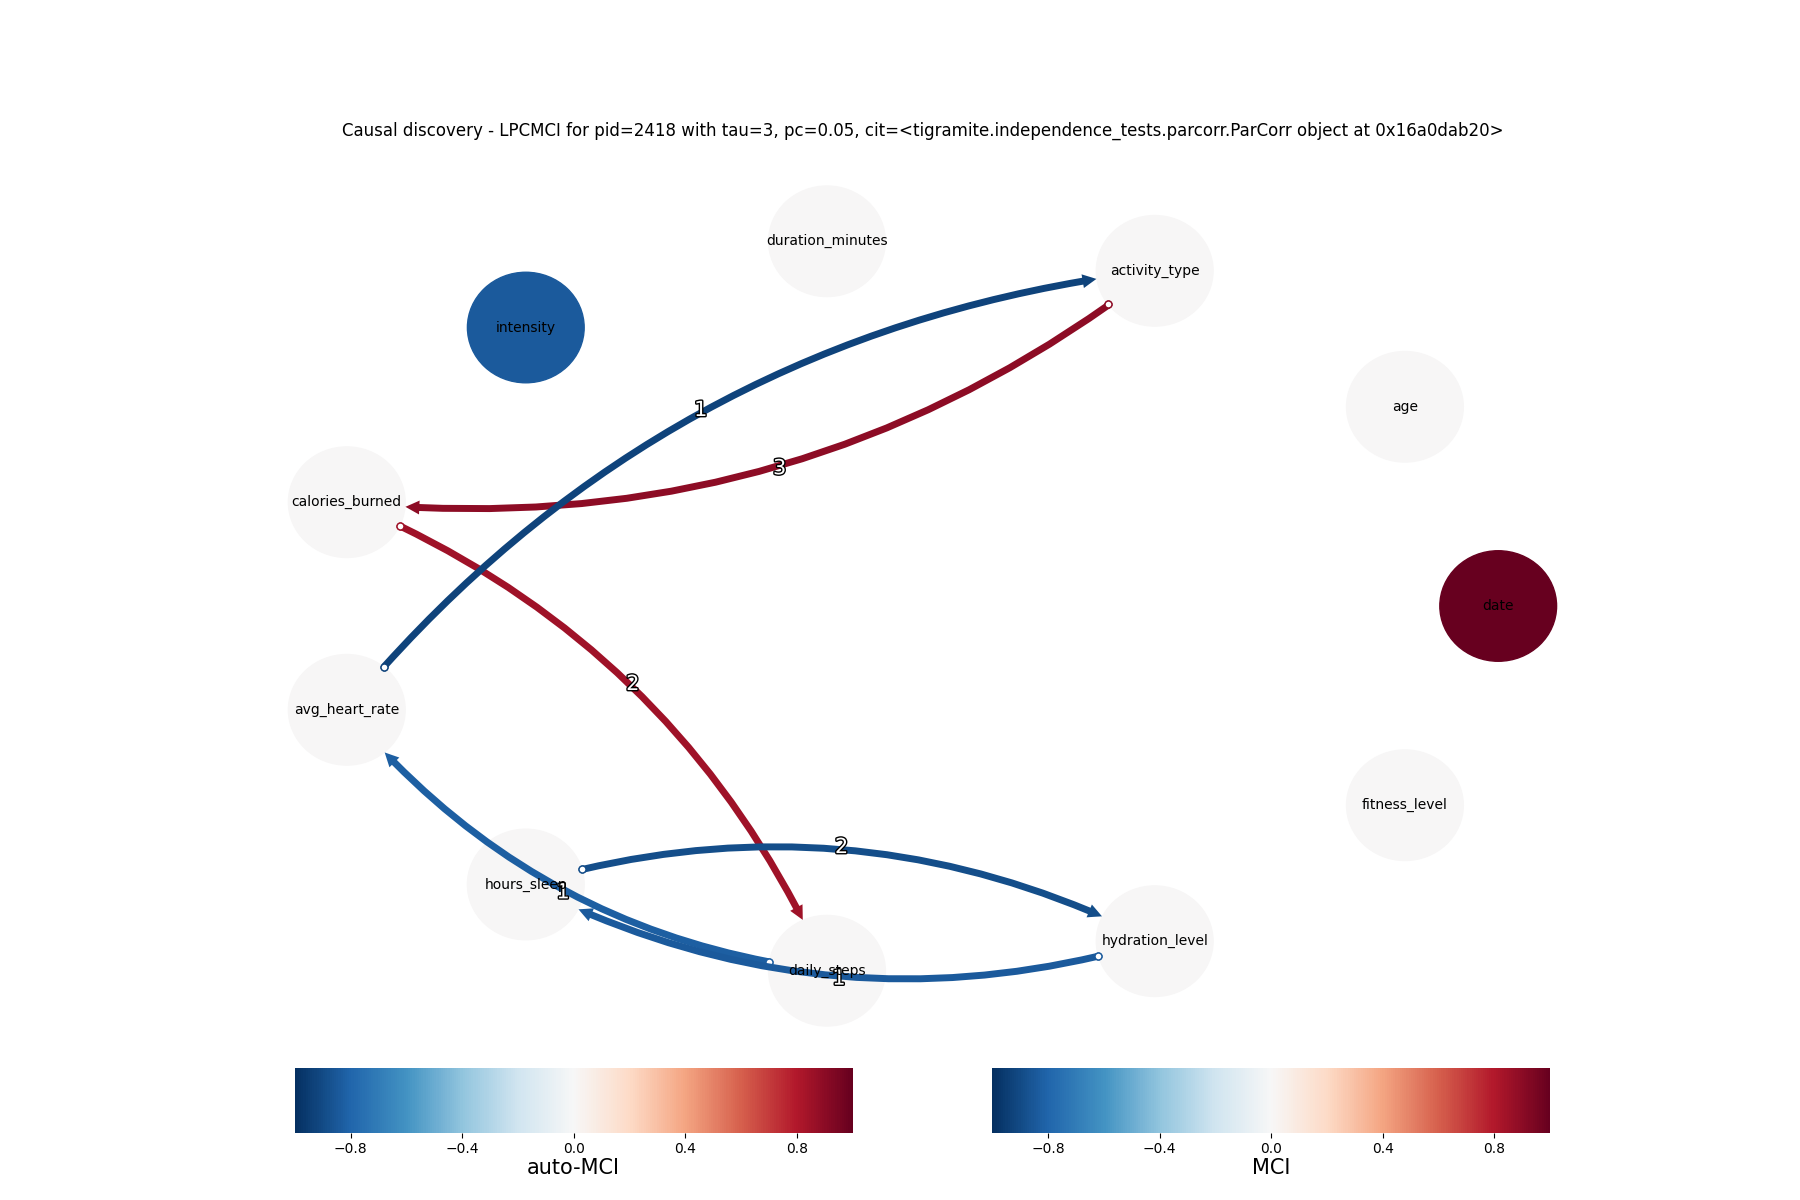 Causal discovery - LPCMCI for pid=2418 with tau=3, pc=0.05, cit=<tigramite.independence_tests.parcorr.ParCorr object at 0x16a0dab20>
duration_minutes
activity_type
intensity
age
1
3
calories_burned
date
2
avg_heart_rate
fitness_level
2
hours_sleep
1
hydration_level
daily_steps
1
−0.8 −0.4 0.0 0.4 0.8
auto-MCI
−0.8 −0.4 0.0 0.4 0.8
MCI